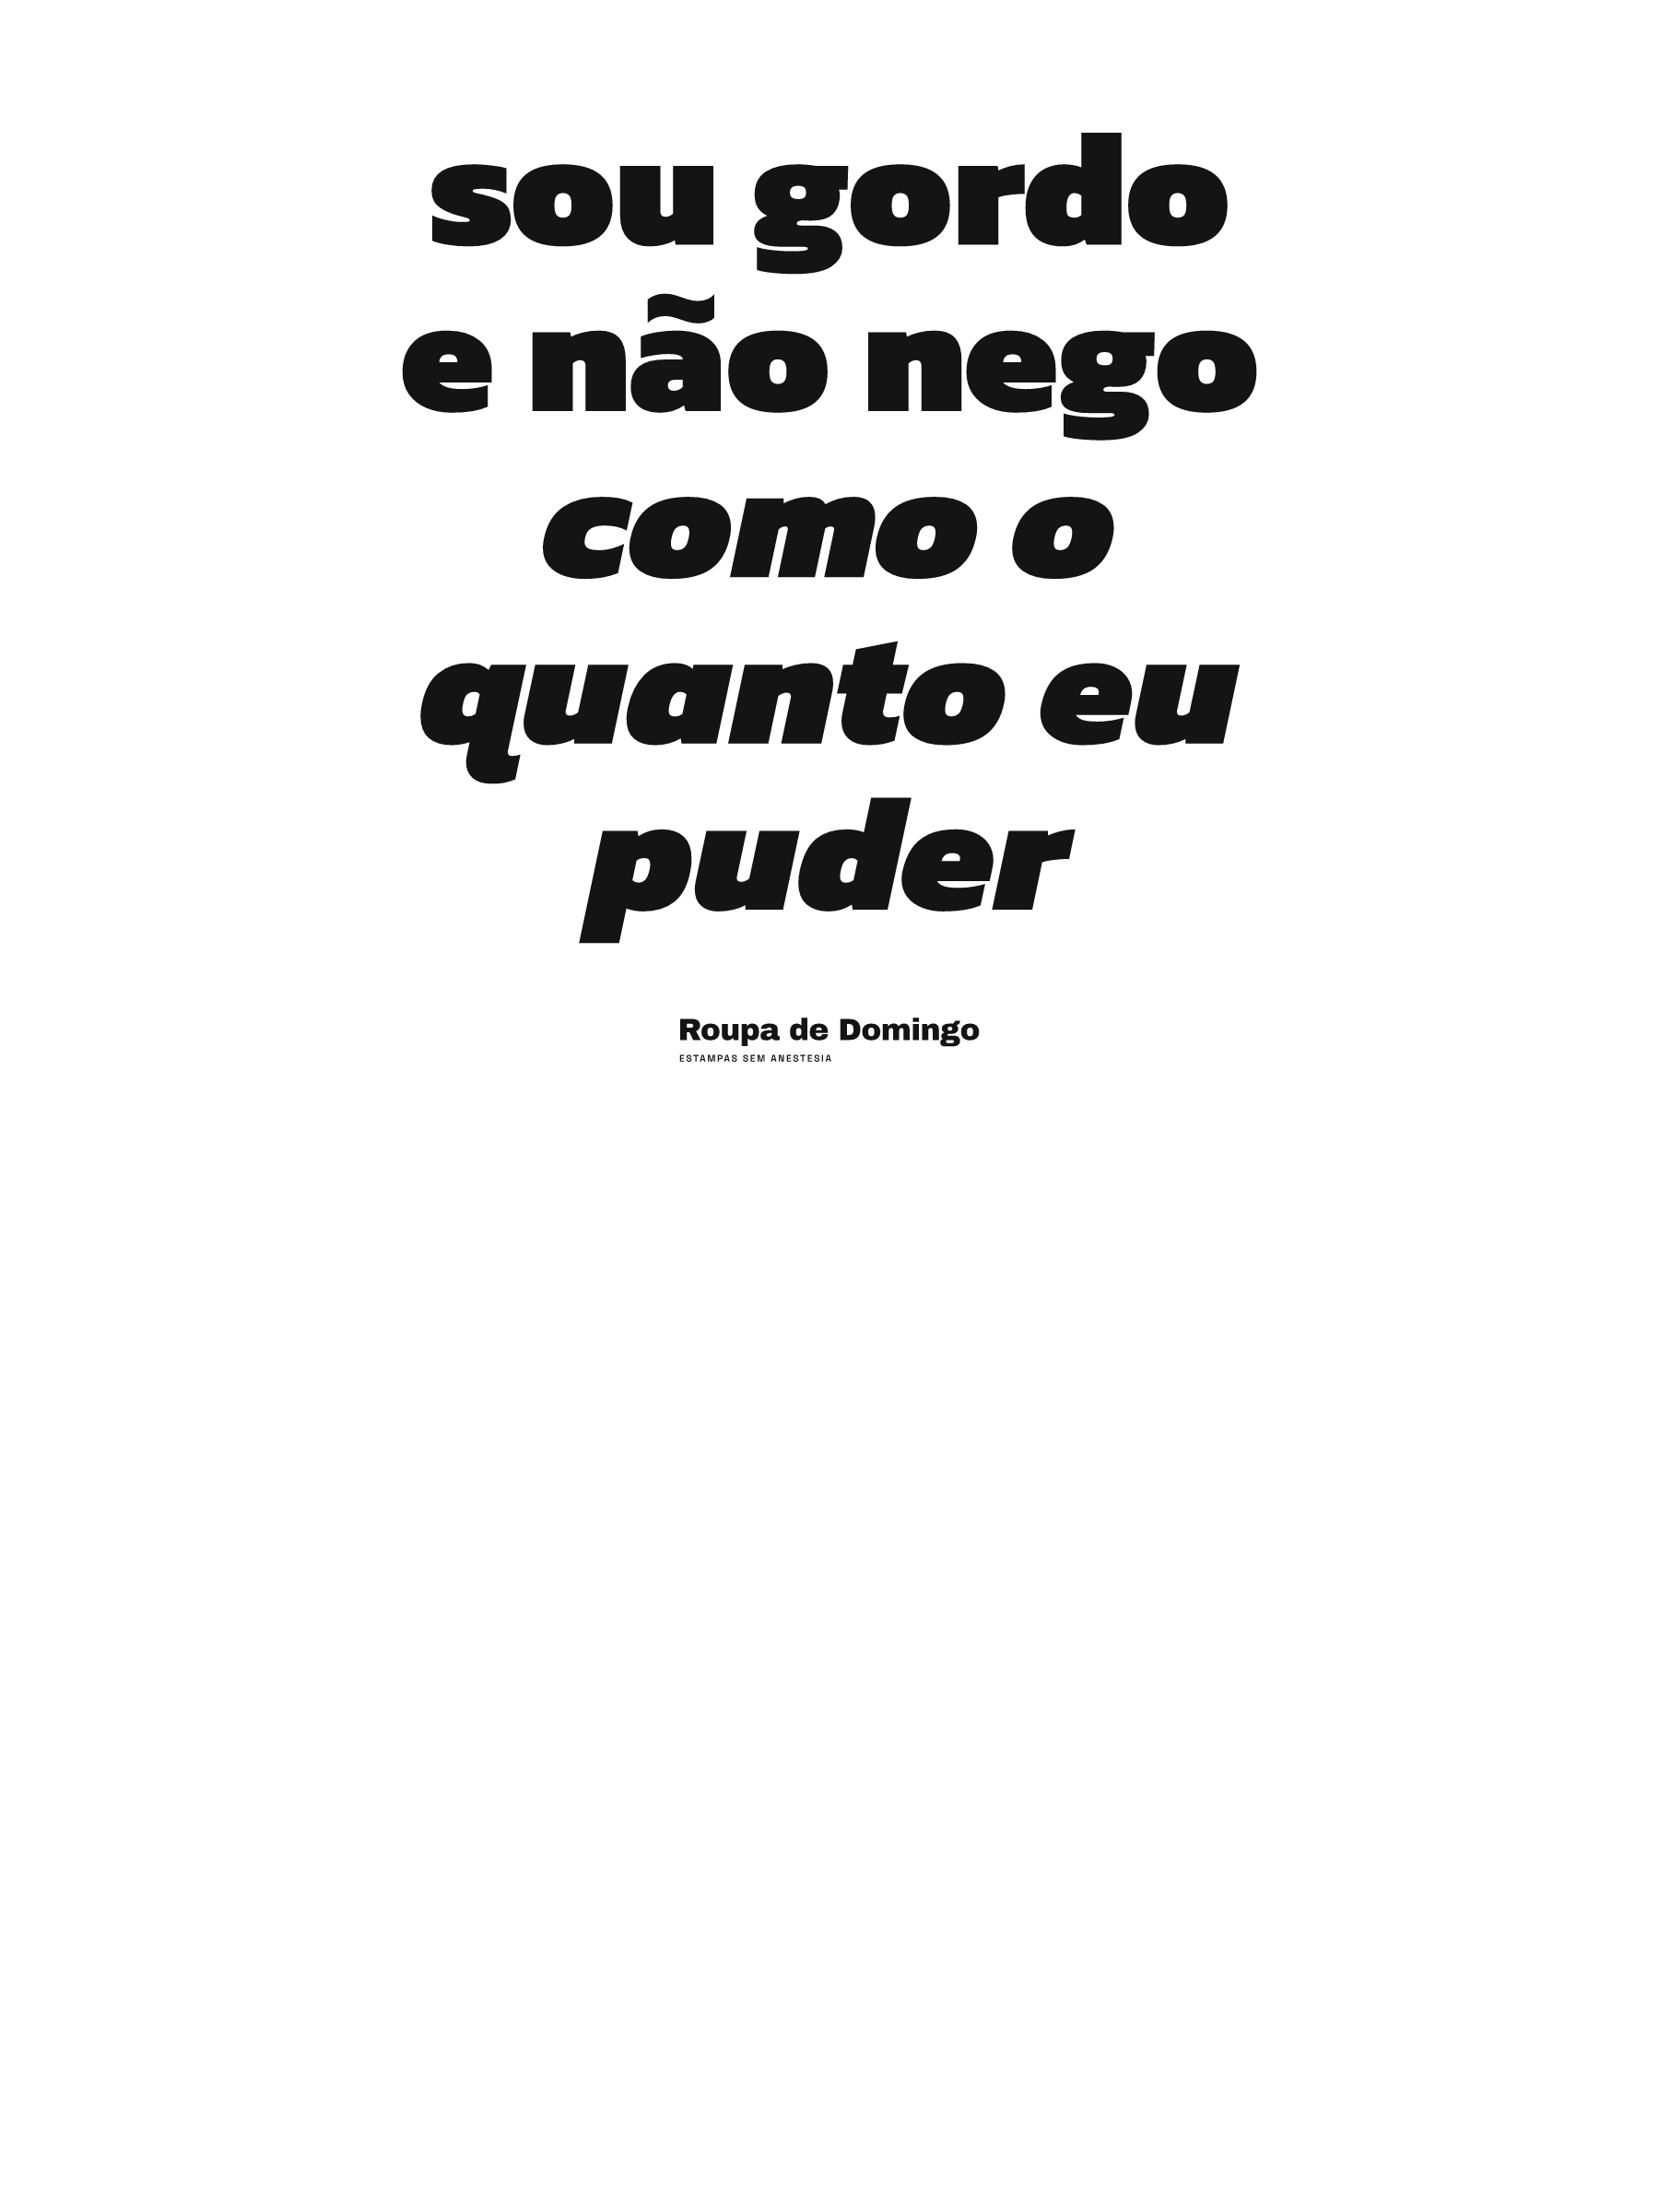 sou gordo
e não nego
como o
quanto eu
puder
Roupa de Domingo
ESTAMPAS SEM ANESTESIA